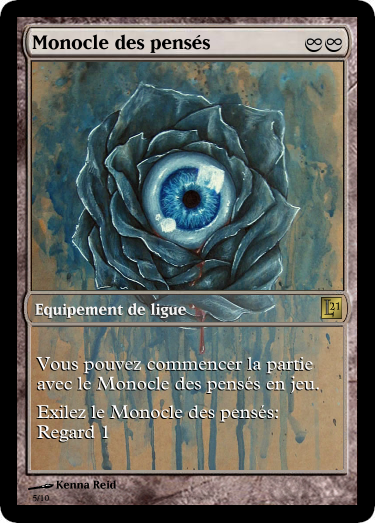 Monocle des pensés ∞∞
Equipement de ligue
L21
Vous pouvez commencer la partie
avec le Monocle des pensés en jeu.
Exilez le Monocle des pensés:
Regard 1
Kenna Reid
5/10